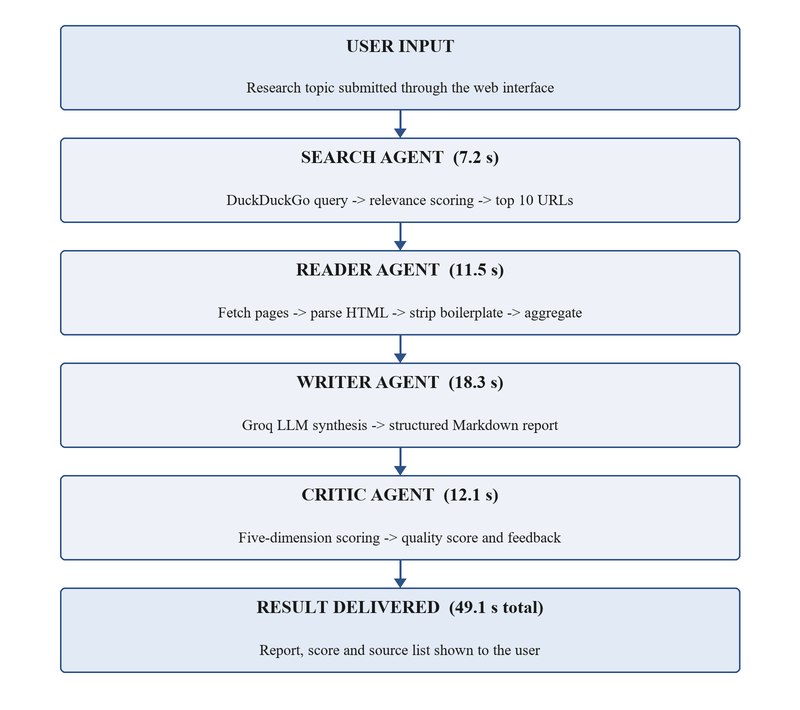 USER INPUT
Research topic submitted through the web interface
SEARCH AGENT (7.2 s)
DuckDuckGo query -> relevance scoring -> top 10 URLs
READER AGENT (11.5 s)
Fetch pages -> parse HTML -> strip boilerplate -> aggregate
WRITER AGENT (18.3 s)
Groq LLM synthesis -> structured Markdown report
CRITIC AGENT (12.1 s)
Five-dimension scoring -> quality score and feedback
RESULT DELIVERED (49.1 s total)
Report, score and source list shown to the user